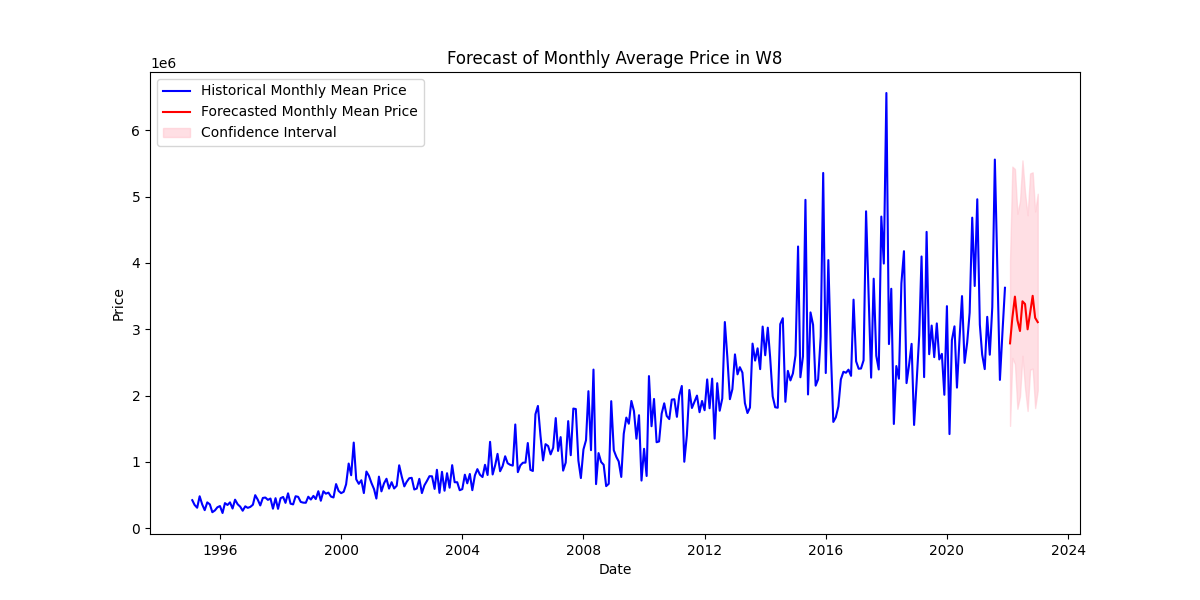 Forecast of Monthly Average Price in W8
1e6
Historical Monthly Mean Price
Forecasted Monthly Mean Price
Confidence Interval
6
5
4
3
2
1
0
Price
1996 2000 2004 2008 2012 2016 2020 2024
Date